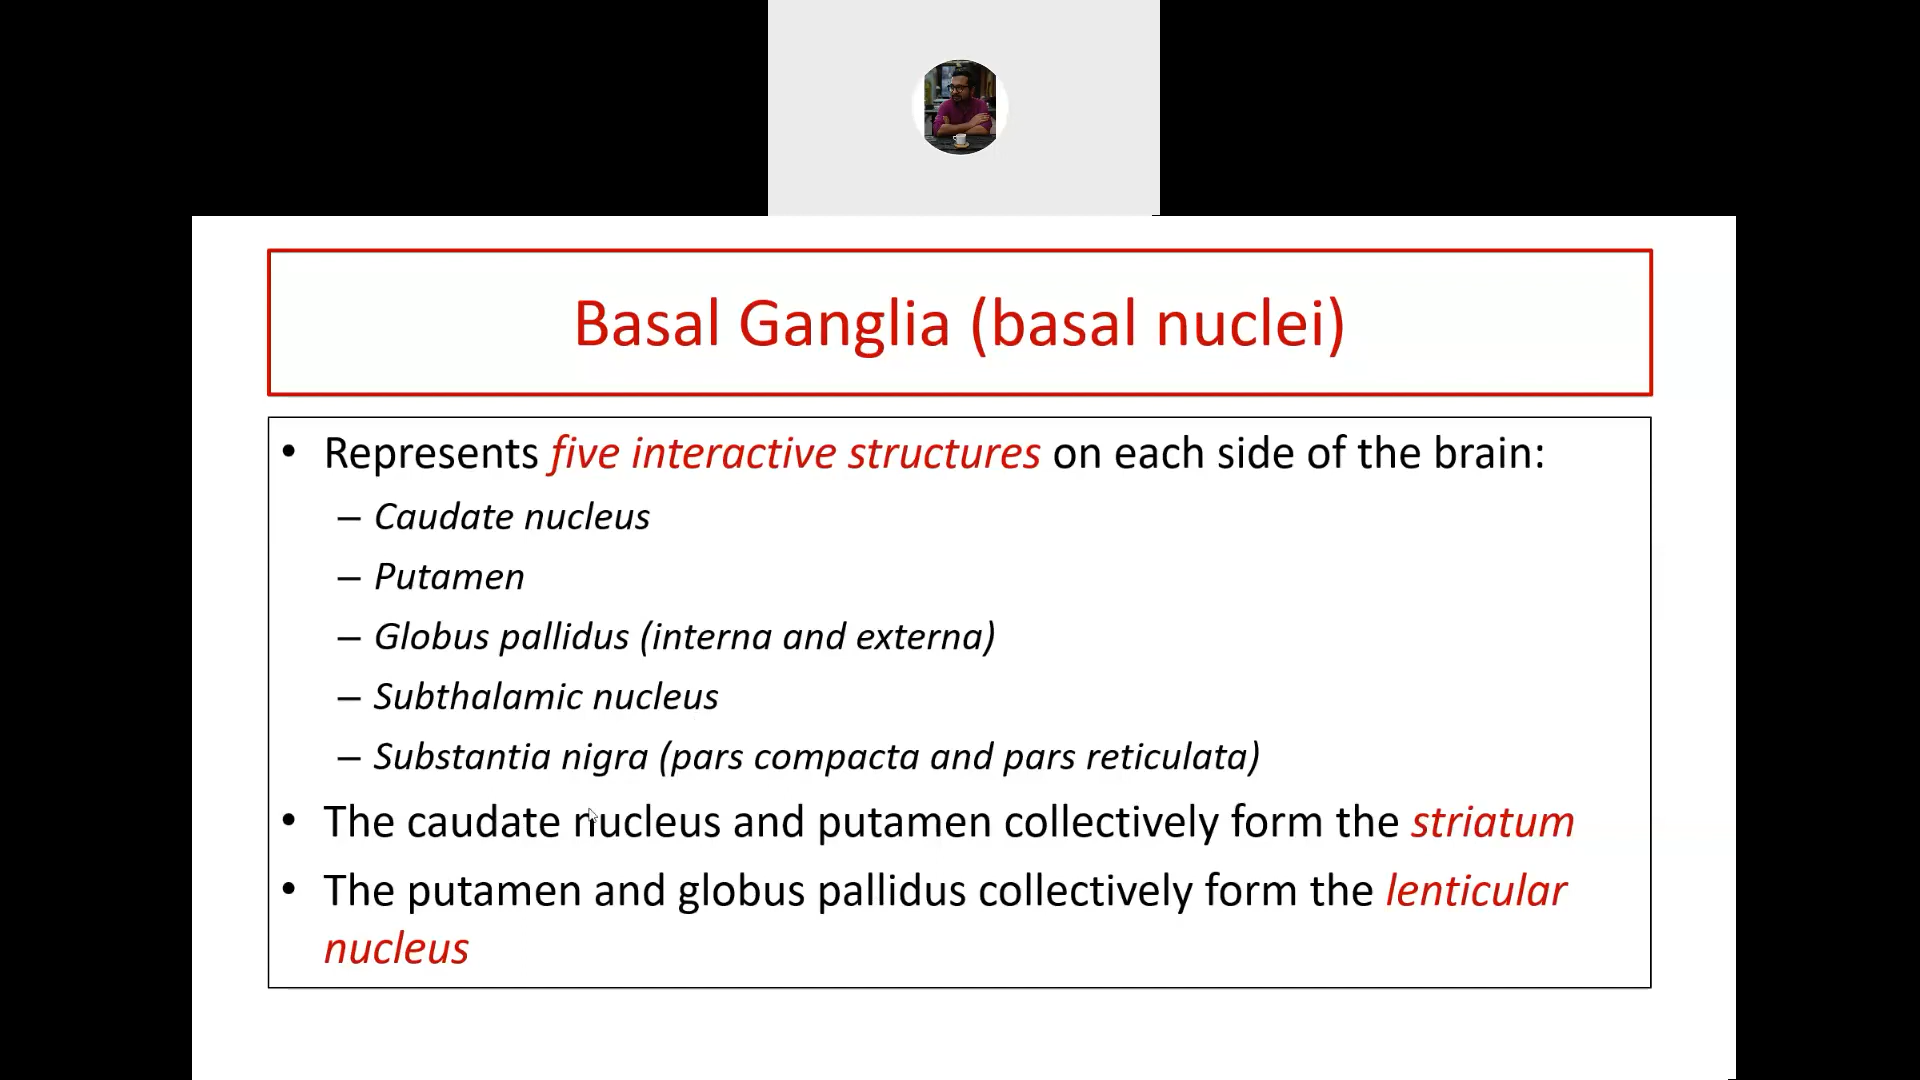 Basal Ganglia (basal nuclei)
• Represents five interactive structures on each side of the brain:
– Caudate nucleus
– Putamen
– Globus pallidus (interna and externa)
– Subthalamic nucleus
– Substantia nigra (pars compacta and pars reticulata)
• The caudate nucleus and putamen collectively form the striatum
• The putamen and globus pallidus collectively form the lenticular
nucleus